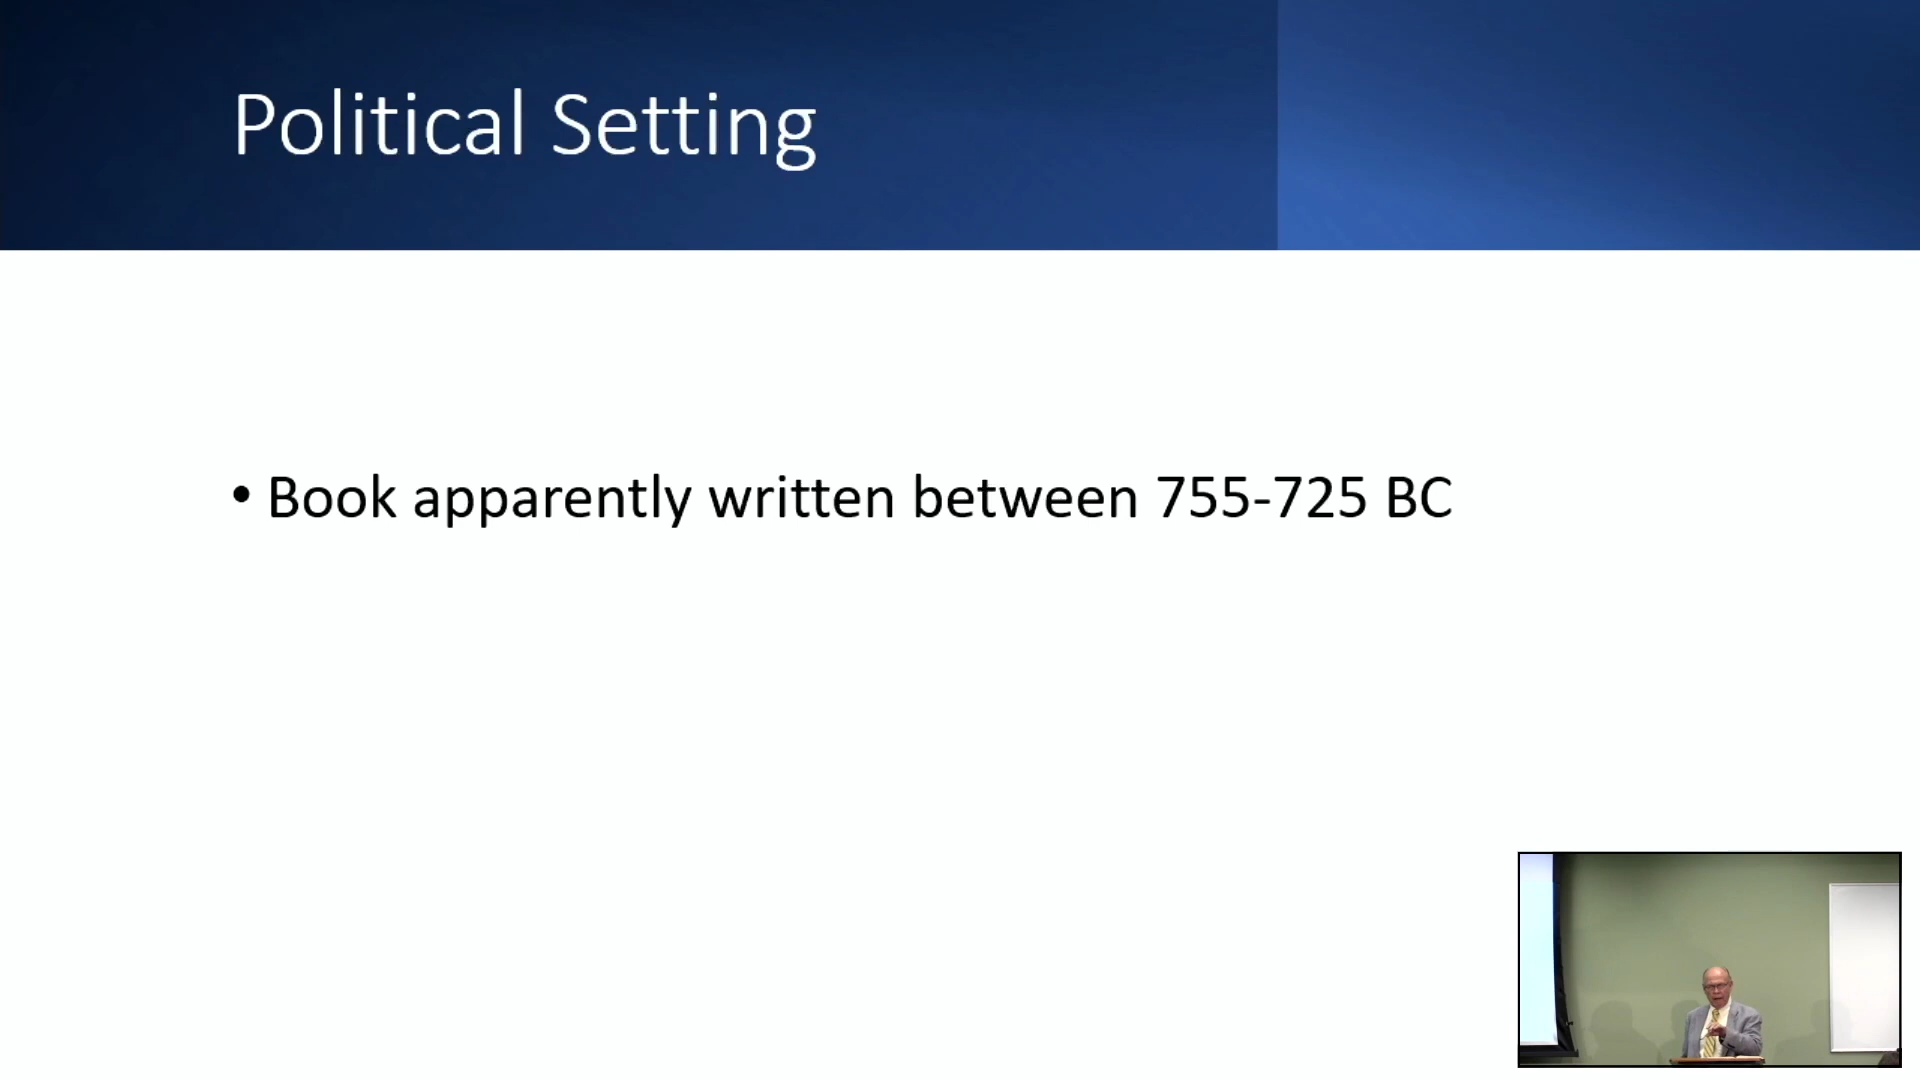 Political Setting
• Book apparently written between 755-725 BC